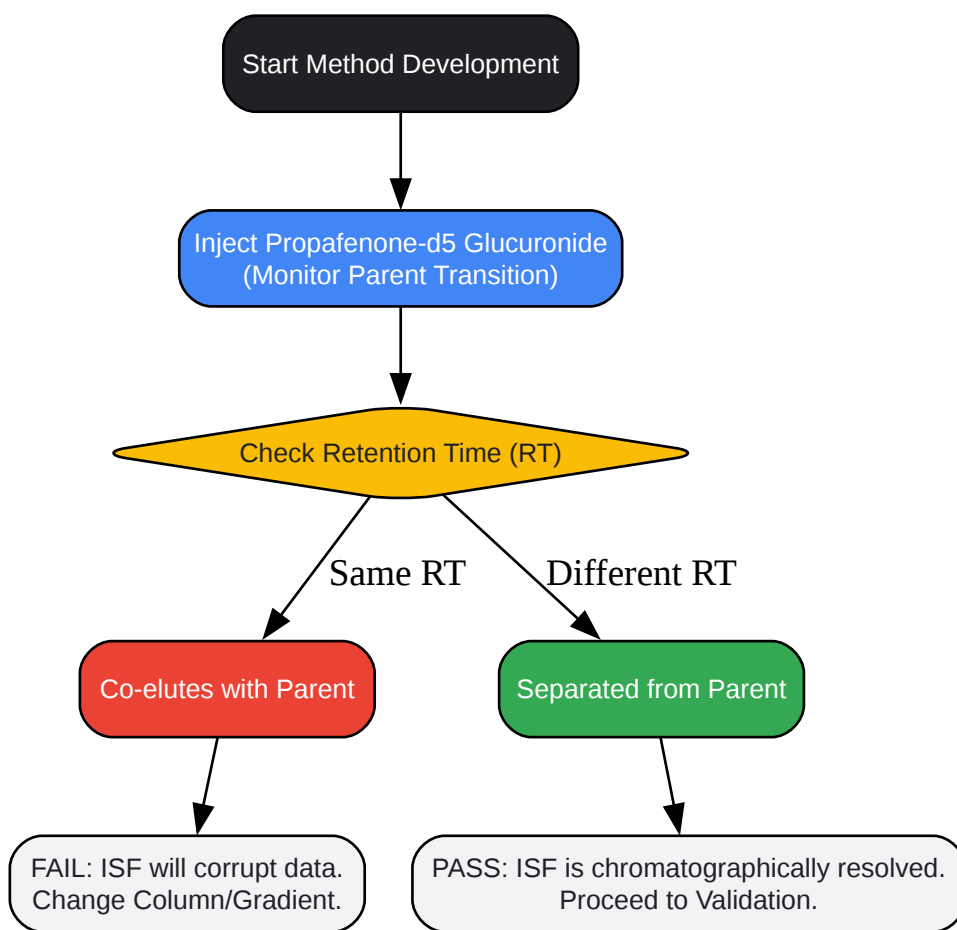 Start Method Development
Inject Propafenone-d5 Glucuronide
(Monitor Parent Transition)
Check Retention Time (RT)
Same RT
Different RT
Co-elutes with Parent
Separated from Parent
FAIL: ISF will corrupt data.
Change Column/Gradient.
PASS: ISF is chromatographically resolved.
Proceed to Validation.